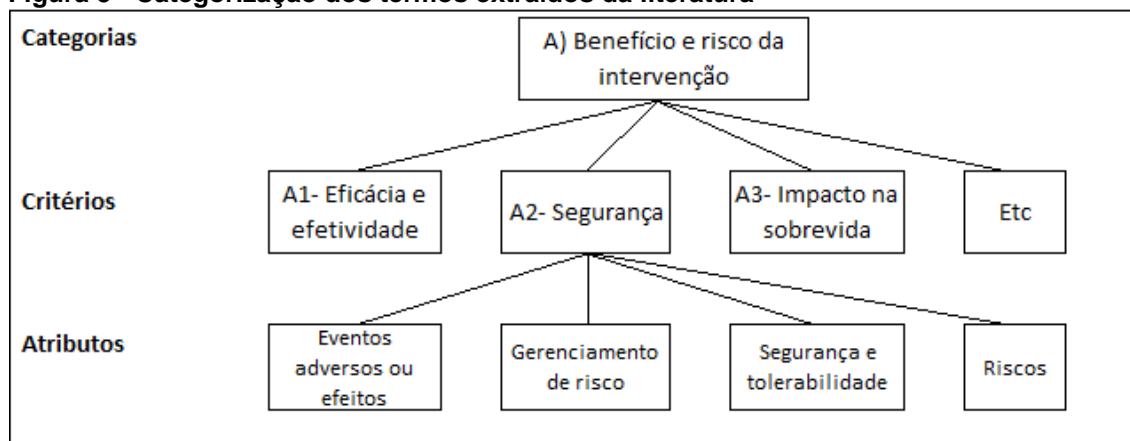 Figura - Categorização dos termos extraídos da literatura
Categorias
A) Benefício e risco da
intervenção
Critérios
A1- Eficácia e
efetividade
A2- Segurança
A3- Impacto na
sobrevida
Etc
Atributos
Eventos
adversos ou
efeitos
Gerenciamento
de risco
Segurança e
tolerabilidade
Riscos